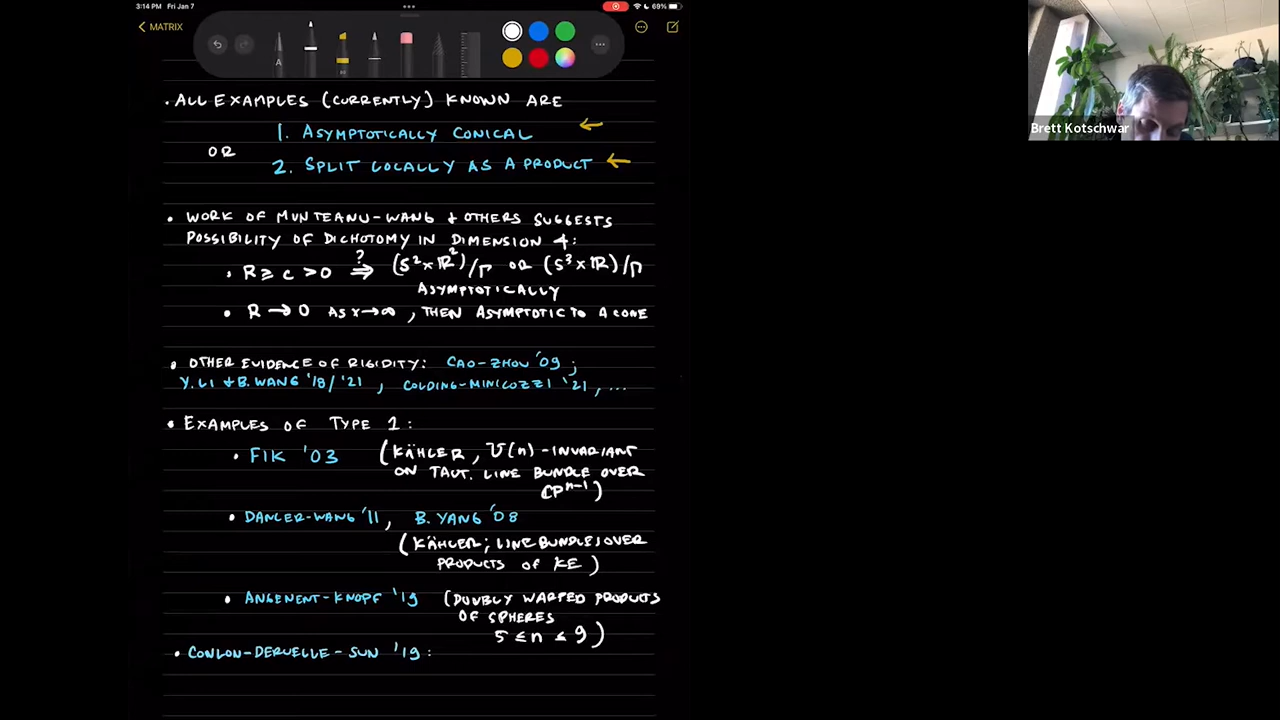 3:14 PM Fri Jan 7
69%
MATRIX
• ALL EXAMPLES (CURRENTLY) KNOWN ARE
1. ASYMPTOTICALLY CONICAL ←
OR
2. SPLIT LOCALLY AS A PRODUCT ←
• WORK OF MUNTEANU-WANG & OTHERS SUGGESTS
POSSIBILITY OF DICHOTOMY IN DIMENSION 4:
• R ≥ c > 0 ?⇒ (S² × ℝ²)/Γ OR (S³ × ℝ)/Γ
ASYMPTOTICALLY
• R → 0 AS x → ∞, THEN ASYMPTOTIC TO A CONE
• OTHER EVIDENCE OF RIGIDITY: CAO-ZHOU '09;
Y. LI & B. WANG '18/'21, COLDING-MINICOZZI '21, ...
• EXAMPLES OF TYPE 1:
• FIK '03 (KÄHLER, U(n)-INVARIANT
ON TAUT. LINE BUNDLE OVER
ℂPⁿ⁻¹)
• DANCER-WANG '11, B. YANG '08
(KÄHLER; LINE BUNDLES OVER
PRODUCTS OF KE)
• ANGENENT-KNOPF '19 (DOUBLY WARPED PRODUCTS
OF SPHERES
5 ≤ n ≤ 9)
• CONLON-DERUELLE-SUN '19:
Brett Kotschwar